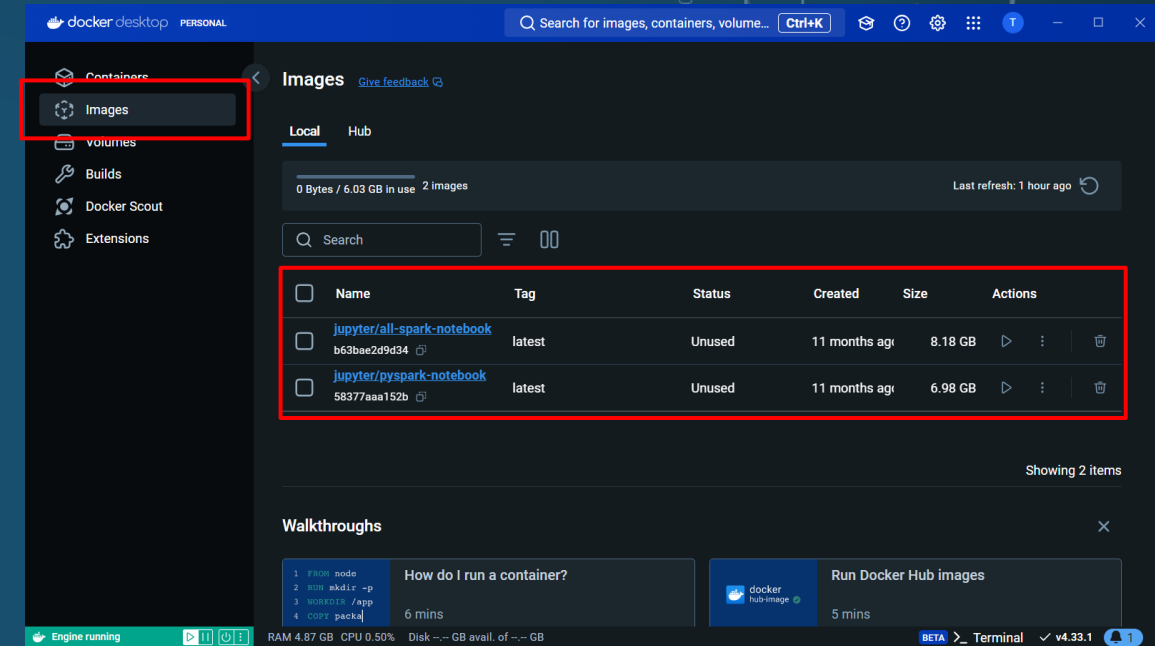 docker desktop PERSONAL
Search for images, containers, volume... Ctrl+K
T
Containers
Images
Volumes
Builds
Docker Scout
Extensions
Images Give feedback
Local Hub
0 Bytes / 6.03 GB in use 2 images
Last refresh: 1 hour ago
Search
Name Tag Status Created Size Actions
jupyter/all-spark-notebook
b63bae2d9d34
latest Unused 11 months ago 8.18 GB
jupyter/pyspark-notebook
58377aaa152b
latest Unused 11 months ago 6.98 GB
Showing 2 items
Walkthroughs
1 FROM node
2 RUN mkdir -p
3 WORKDIR /app
4 COPY packa
How do I run a container?
6 mins
docker
hub-image
Run Docker Hub images
5 mins
Engine running
RAM 4.87 GB CPU 0.50% Disk --.-- GB avail. of --.-- GB
BETA >_ Terminal v4.33.1 1